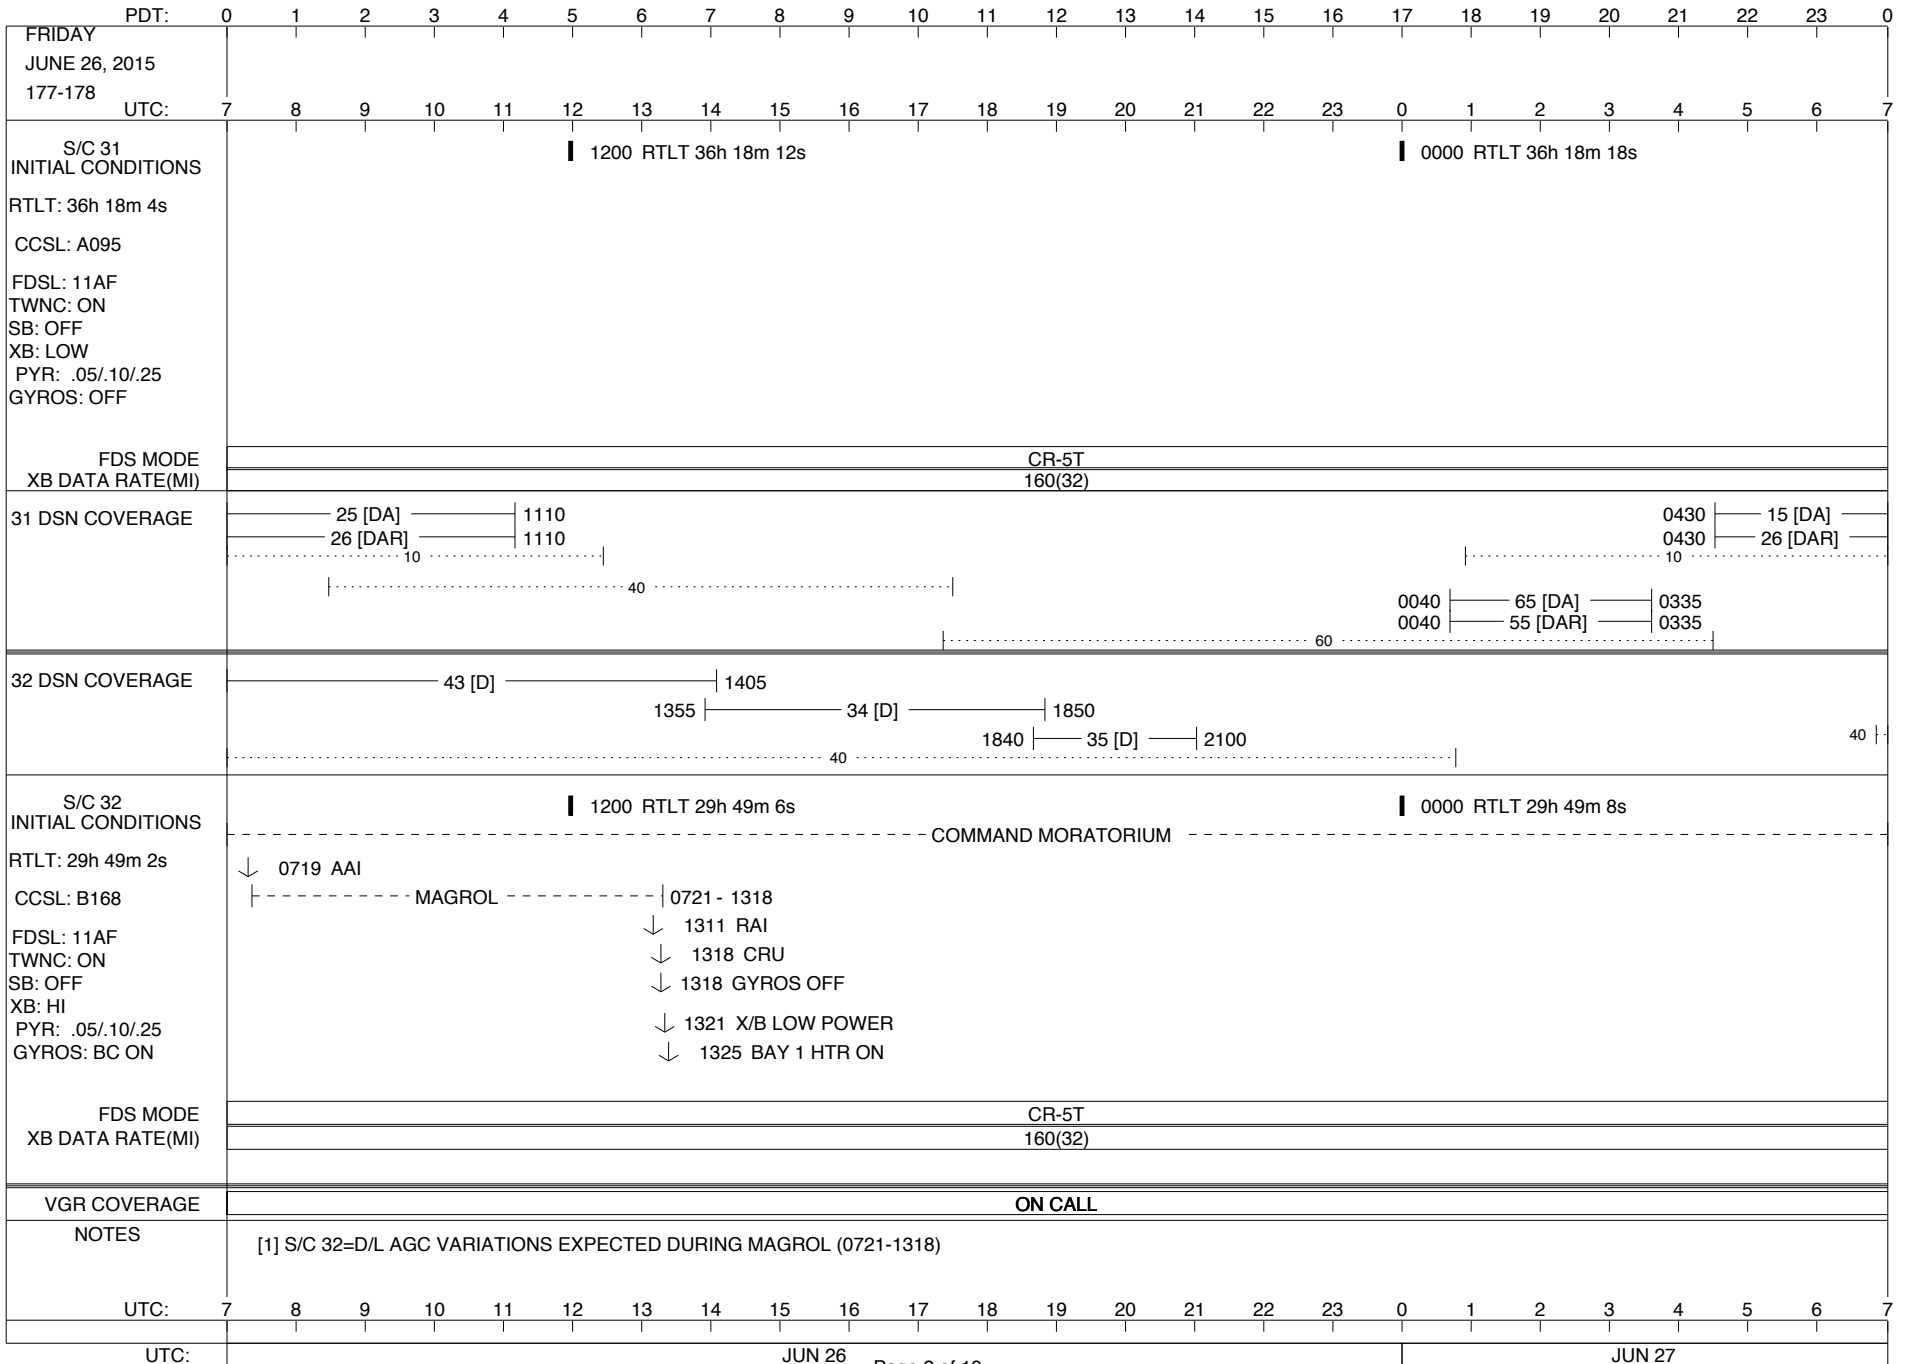 PDT: 0 1 2 3 4 5 6 7 8 9 10 11 12 13 14 15 16 17 18 19 20 21 22 23 0
FRIDAY
JUNE 26, 2015
177-178
UTC: 7 8 9 10 11 12 13 14 15 16 17 18 19 20 21 22 23 0 1 2 3 4 5 6 7
S/C 31
INITIAL CONDITIONS
1200 RTLT 36h 18m 12s
0000 RTLT 36h 18m 18s
RTLT: 36h 18m 4s
CCSL: A095
FDSL: 11AF
TWNC: ON
SB: OFF
XB: LOW
PYR: .05/.10/.25
GYROS: OFF
FDS MODE CR-5T
XB DATA RATE(MI) 160(32)
31 DSN COVERAGE
25 [DA] 1110 0430 15 [DA]
26 [DAR] 1110 0430 26 [DAR]
10 10
40
0040 65 [DA] 0335
0040 55 [DAR] 0335
60
32 DSN COVERAGE
43 [D] 1405
1355 34 [D] 1850
1840 35 [D] 2100 40
40
S/C 32
INITIAL CONDITIONS
1200 RTLT 29h 49m 6s
0000 RTLT 29h 49m 8s
COMMAND MORATORIUM
RTLT: 29h 49m 2s
0719 AAI
CCSL: B168
MAGROL 0721 - 1318
1311 RAI
FDSL: 11AF
TWNC: ON
1318 CRU
SB: OFF
1318 GYROS OFF
XB: HI
PYR: .05/.10/.25
1321 X/B LOW POWER
GYROS: BC ON
1325 BAY 1 HTR ON
FDS MODE CR-5T
XB DATA RATE(MI) 160(32)
VGR COVERAGE ON CALL
NOTES
[1] S/C 32=D/L AGC VARIATIONS EXPECTED DURING MAGROL (0721-1318)
UTC: 7 8 9 10 11 12 13 14 15 16 17 18 19 20 21 22 23 0 1 2 3 4 5 6 7
UTC: JUN 26 JUN 27